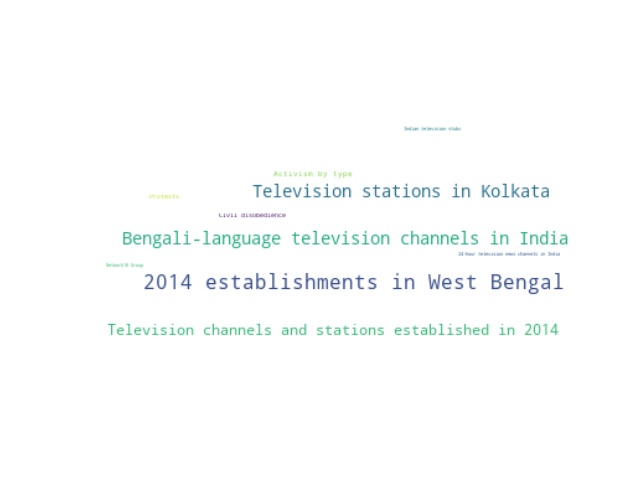 Indian television stubs
Activism by type
Television stations in Kolkata
Protests
Civil disobedience
Bengali-language television channels in India
24-hour television news channels in India
Network18 Group
2014 establishments in West Bengal
Television channels and stations established in 2014